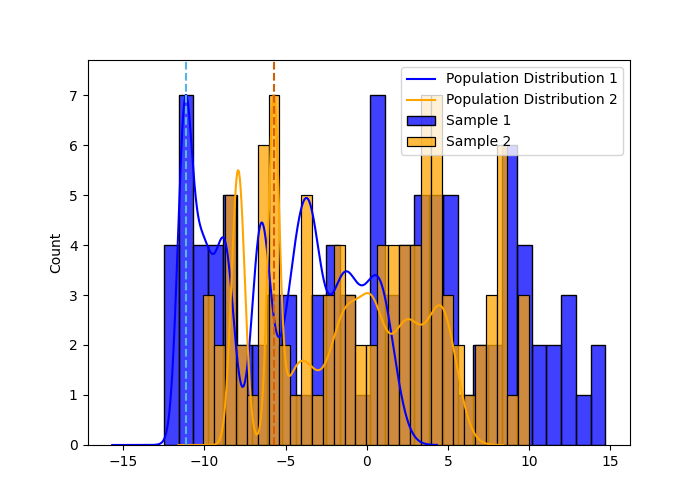 Population Distribution 1
Population Distribution 2
Sample 1
Sample 2
Count
7
6
5
4
3
2
1
0
−15 −10 −5 0 5 10 15